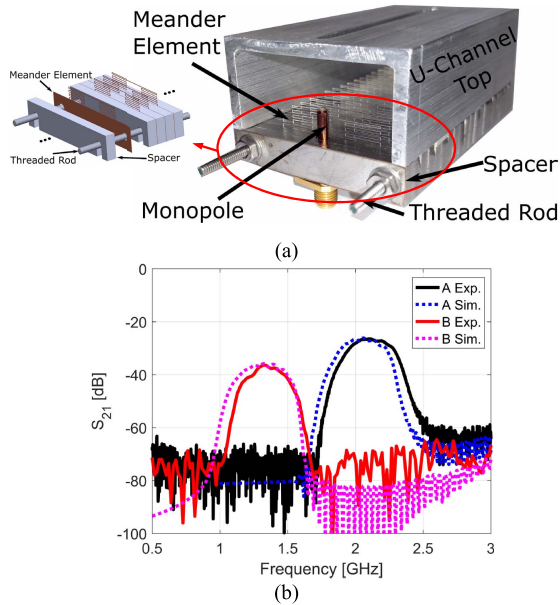 Meander
Element
U-Channel
Top
Meander Element
Threaded Rod
Spacer
Monopole
Spacer
Threaded Rod
(a)
0
-20
-40
-60
-80
-100
S21 [dB]
A Exp.
A Sim.
B Exp.
B Sim.
0.5
1
1.5
2
2.5
3
Frequency [GHz]
(b)